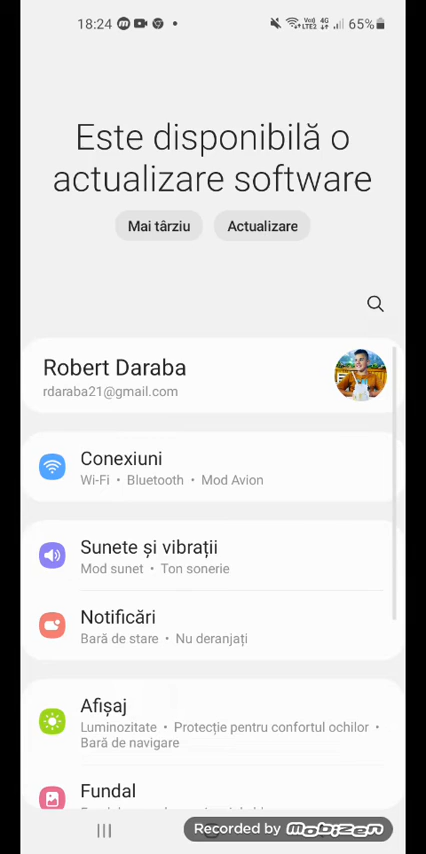 18:24 65%
Este disponibilă o
actualizare software
Mai târziu Actualizare
Robert Daraba
rdaraba21@gmail.com
Conexiuni
Wi-Fi • Bluetooth • Mod Avion
Sunete și vibrații
Mod sunet • Ton sonerie
Notificări
Bară de stare • Nu deranjați
Afișaj
Luminozitate • Protecție pentru confortul ochilor •
Bară de navigare
Fundal
Recorded by mobizen